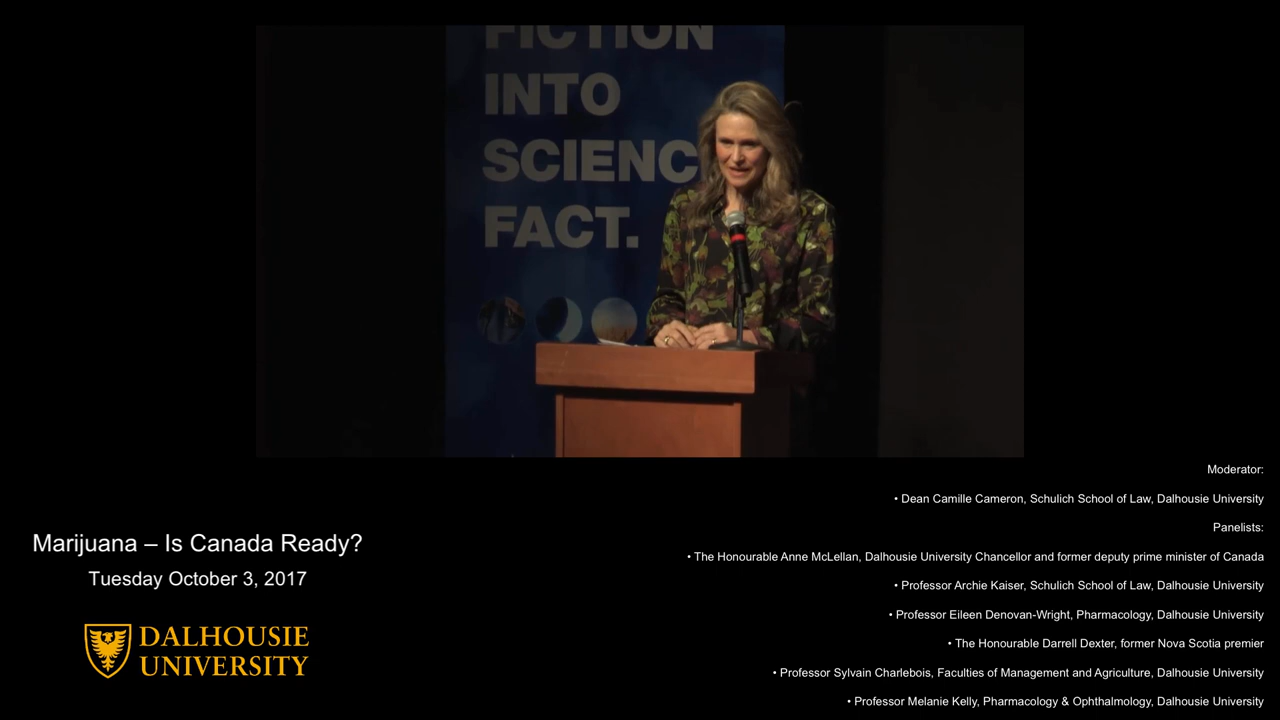 FICTION
INTO
SCIENC
FACT.
Moderator:
• Dean Camille Cameron, Schulich School of Law, Dalhousie University
Panelists:
• The Honourable Anne McLellan, Dalhousie University Chancellor and former deputy prime minister of Canada
• Professor Archie Kaiser, Schulich School of Law, Dalhousie University
• Professor Eileen Denovan-Wright, Pharmacology, Dalhousie University
• The Honourable Darrell Dexter, former Nova Scotia premier
• Professor Sylvain Charlebois, Faculties of Management and Agriculture, Dalhousie University
• Professor Melanie Kelly, Pharmacology & Ophthalmology, Dalhousie University
Marijuana – Is Canada Ready?
Tuesday October 3, 2017
DALHOUSIE
UNIVERSITY